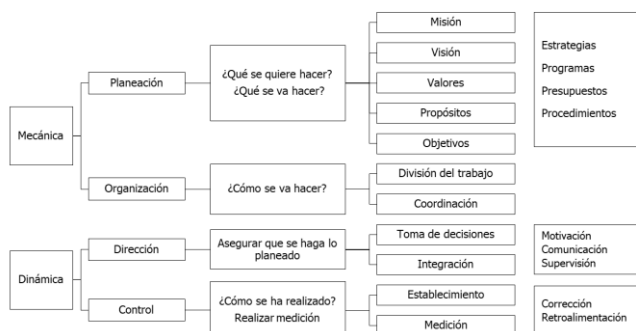 Mecánica
Planeación
¿Qué se quiere hacer?
¿Qué se va hacer?
Misión
Visión
Valores
Propósitos
Objetivos
Estrategias
Programas
Presupuestos
Procedimientos
Organización
¿Cómo se va hacer?
División del trabajo
Coordinación
Dinámica
Dirección
Asegurar que se haga lo
planeado
Toma de decisiones
Integración
Motivación
Comunicación
Supervisión
Control
¿Cómo se ha realizado?
Realizar medición
Establecimiento
Medición
Corrección
Retroalimentación